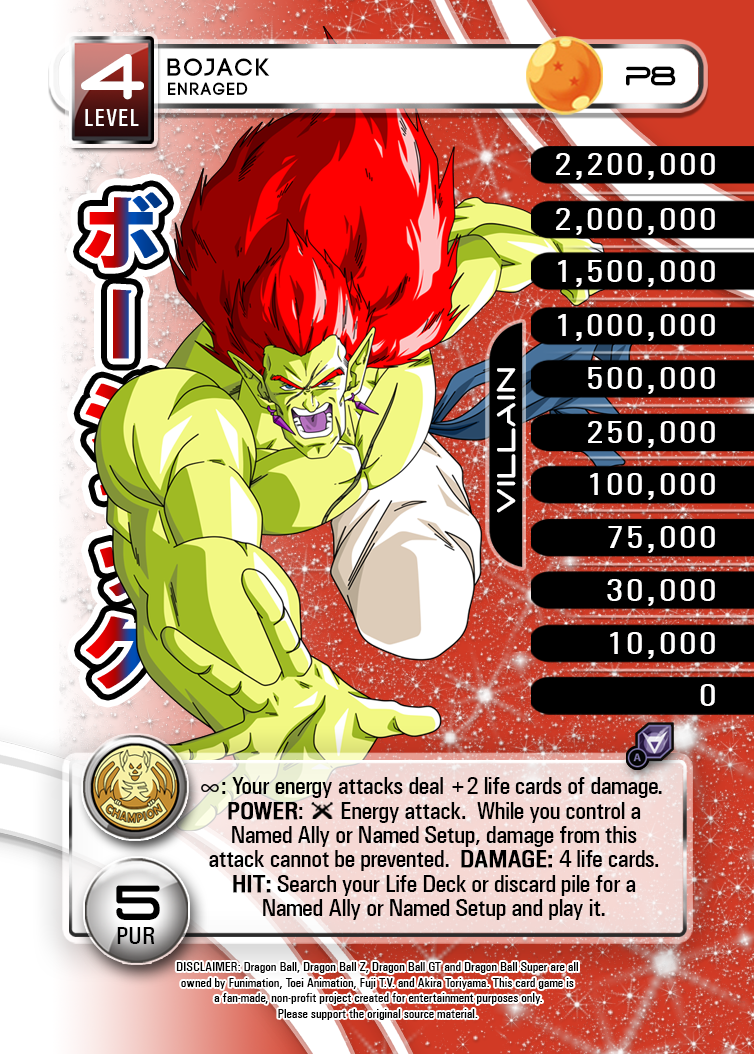 4
LEVEL
BOJACK
ENRAGED
P8
ボージャック
2,200,000
2,000,000
1,500,000
1,000,000
500,000
250,000
100,000
75,000
30,000
10,000
0
VILLAIN
A
CHAMPION
5
PUR
∞: Your energy attacks deal +2 life cards of damage.
POWER: Energy attack. While you control a
Named Ally or Named Setup, damage from this
attack cannot be prevented. DAMAGE: 4 life cards.
HIT: Search your Life Deck or discard pile for a
Named Ally or Named Setup and play it.
DISCLAIMER: Dragon Ball, Dragon Ball Z, Dragon Ball GT and Dragon Ball Super are all
owned by Funimation, Toei Animation, Fuji T.V. and Akira Toriyama. This card game is
a fan-made, non-profit project created for entertainment purposes only.
Please support the original source material.